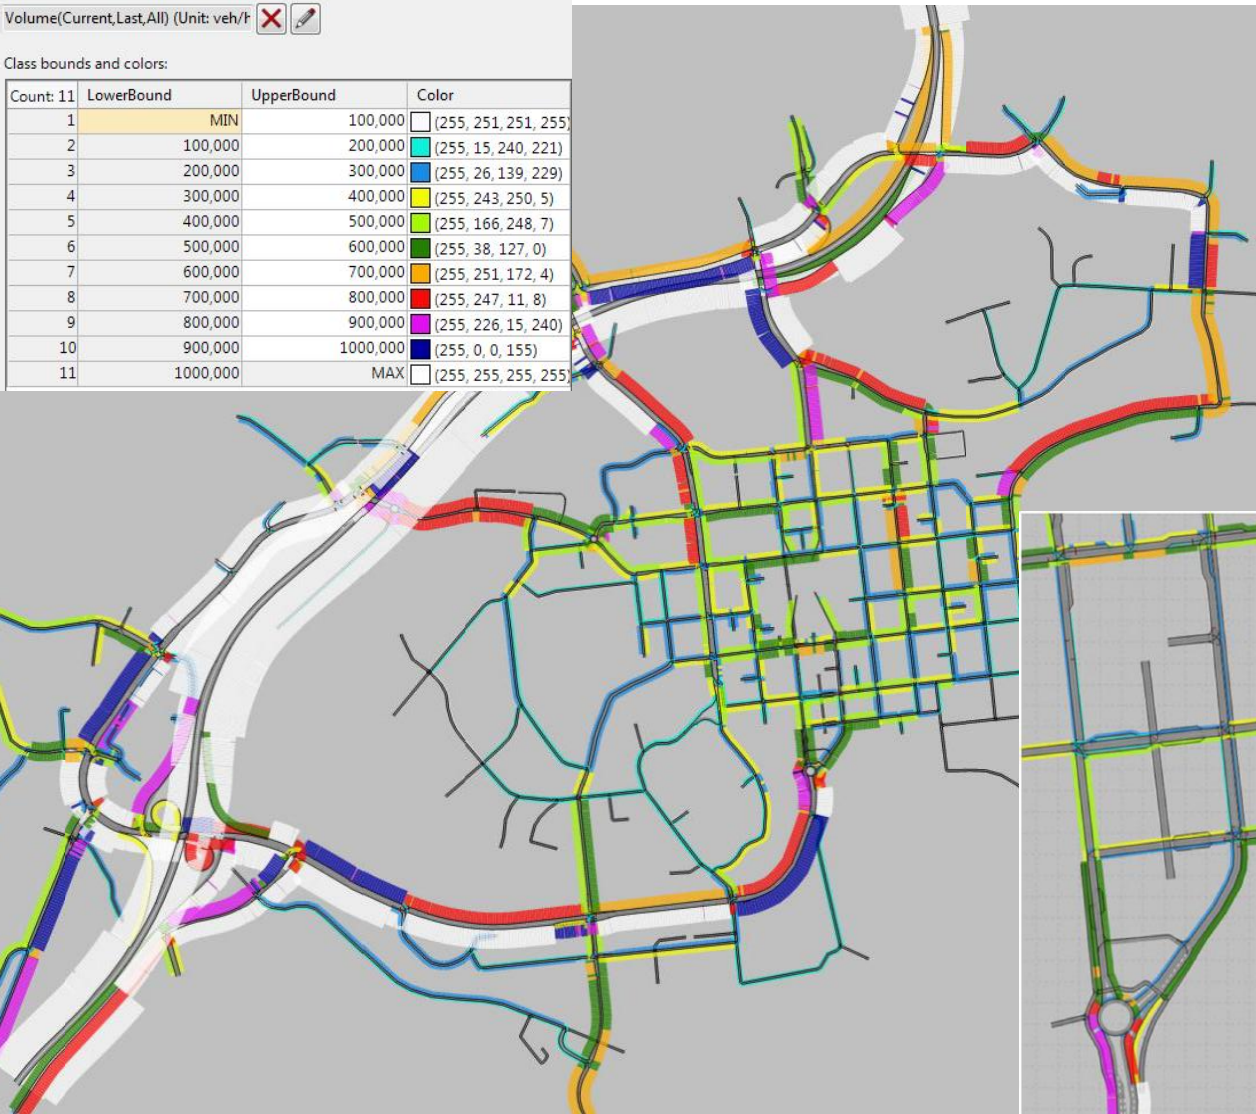 Volume(Current,Last,All) (Unit: veh/h
Class bounds and colors:
Count: 11 LowerBound UpperBound Color
1 MIN 100,000 (255, 251, 251, 255)
2 100,000 200,000 (255, 15, 240, 221)
3 200,000 300,000 (255, 26, 139, 229)
4 300,000 400,000 (255, 243, 250, 5)
5 400,000 500,000 (255, 166, 248, 7)
6 500,000 600,000 (255, 38, 127, 0)
7 600,000 700,000 (255, 251, 172, 4)
8 700,000 800,000 (255, 247, 11, 8)
9 800,000 900,000 (255, 226, 15, 240)
10 900,000 1000,000 (255, 0, 0, 155)
11 1000,000 MAX (255, 255, 255, 255)